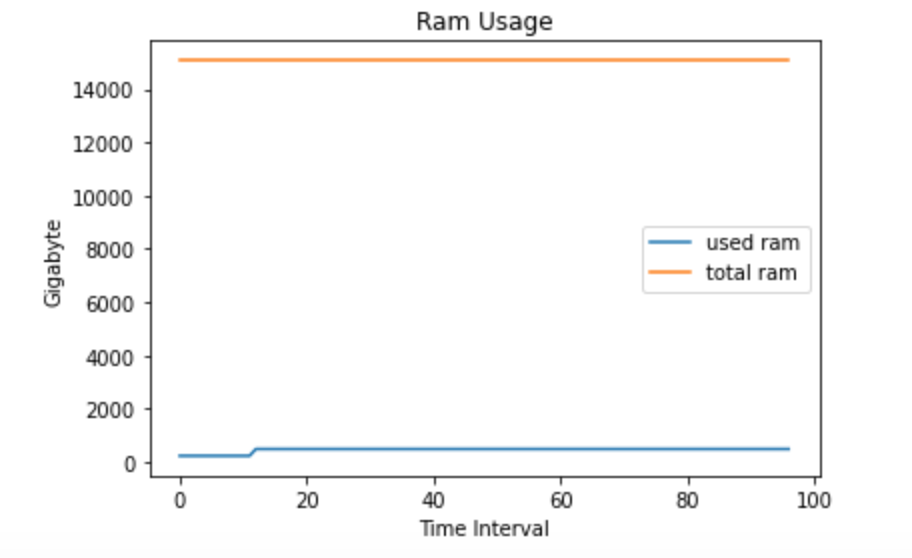 Ram Usage
14000
12000
10000
8000
6000
4000
2000
0
Gigabyte
used ram
total ram
0 20 40 60 80 100
Time Interval